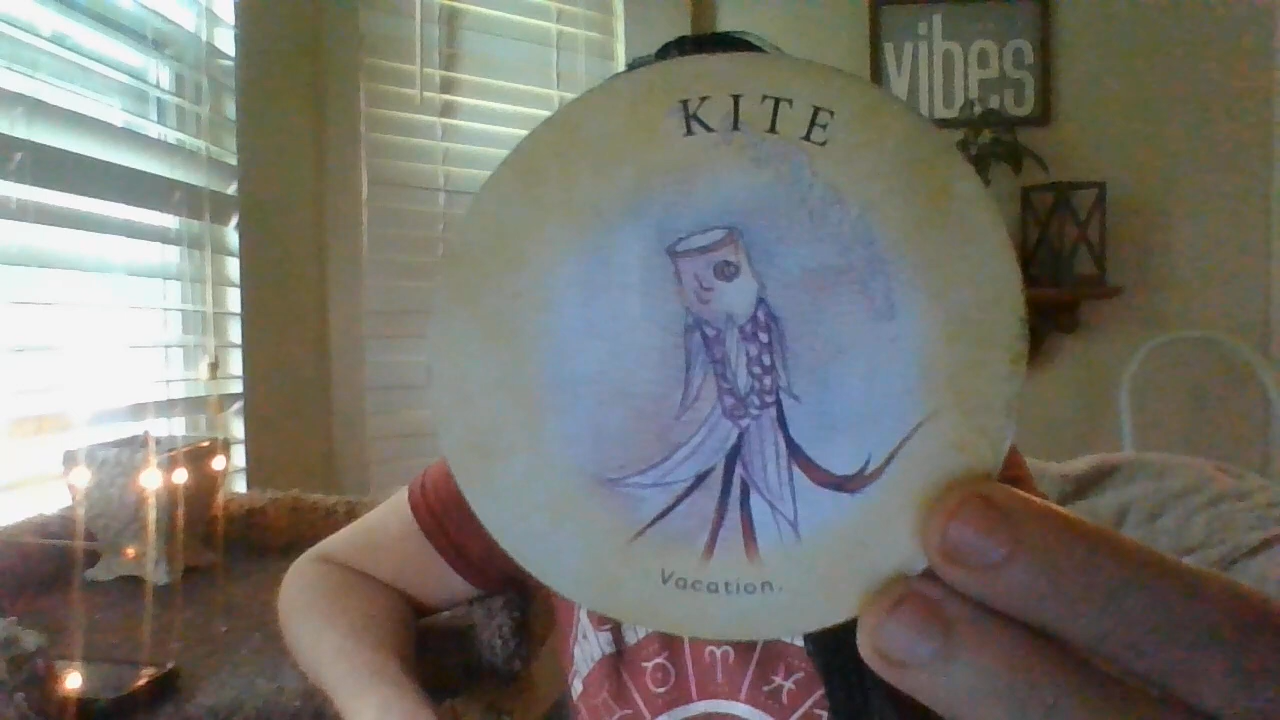 vibes
KITE
Vacation.
♉ ♈ ♓